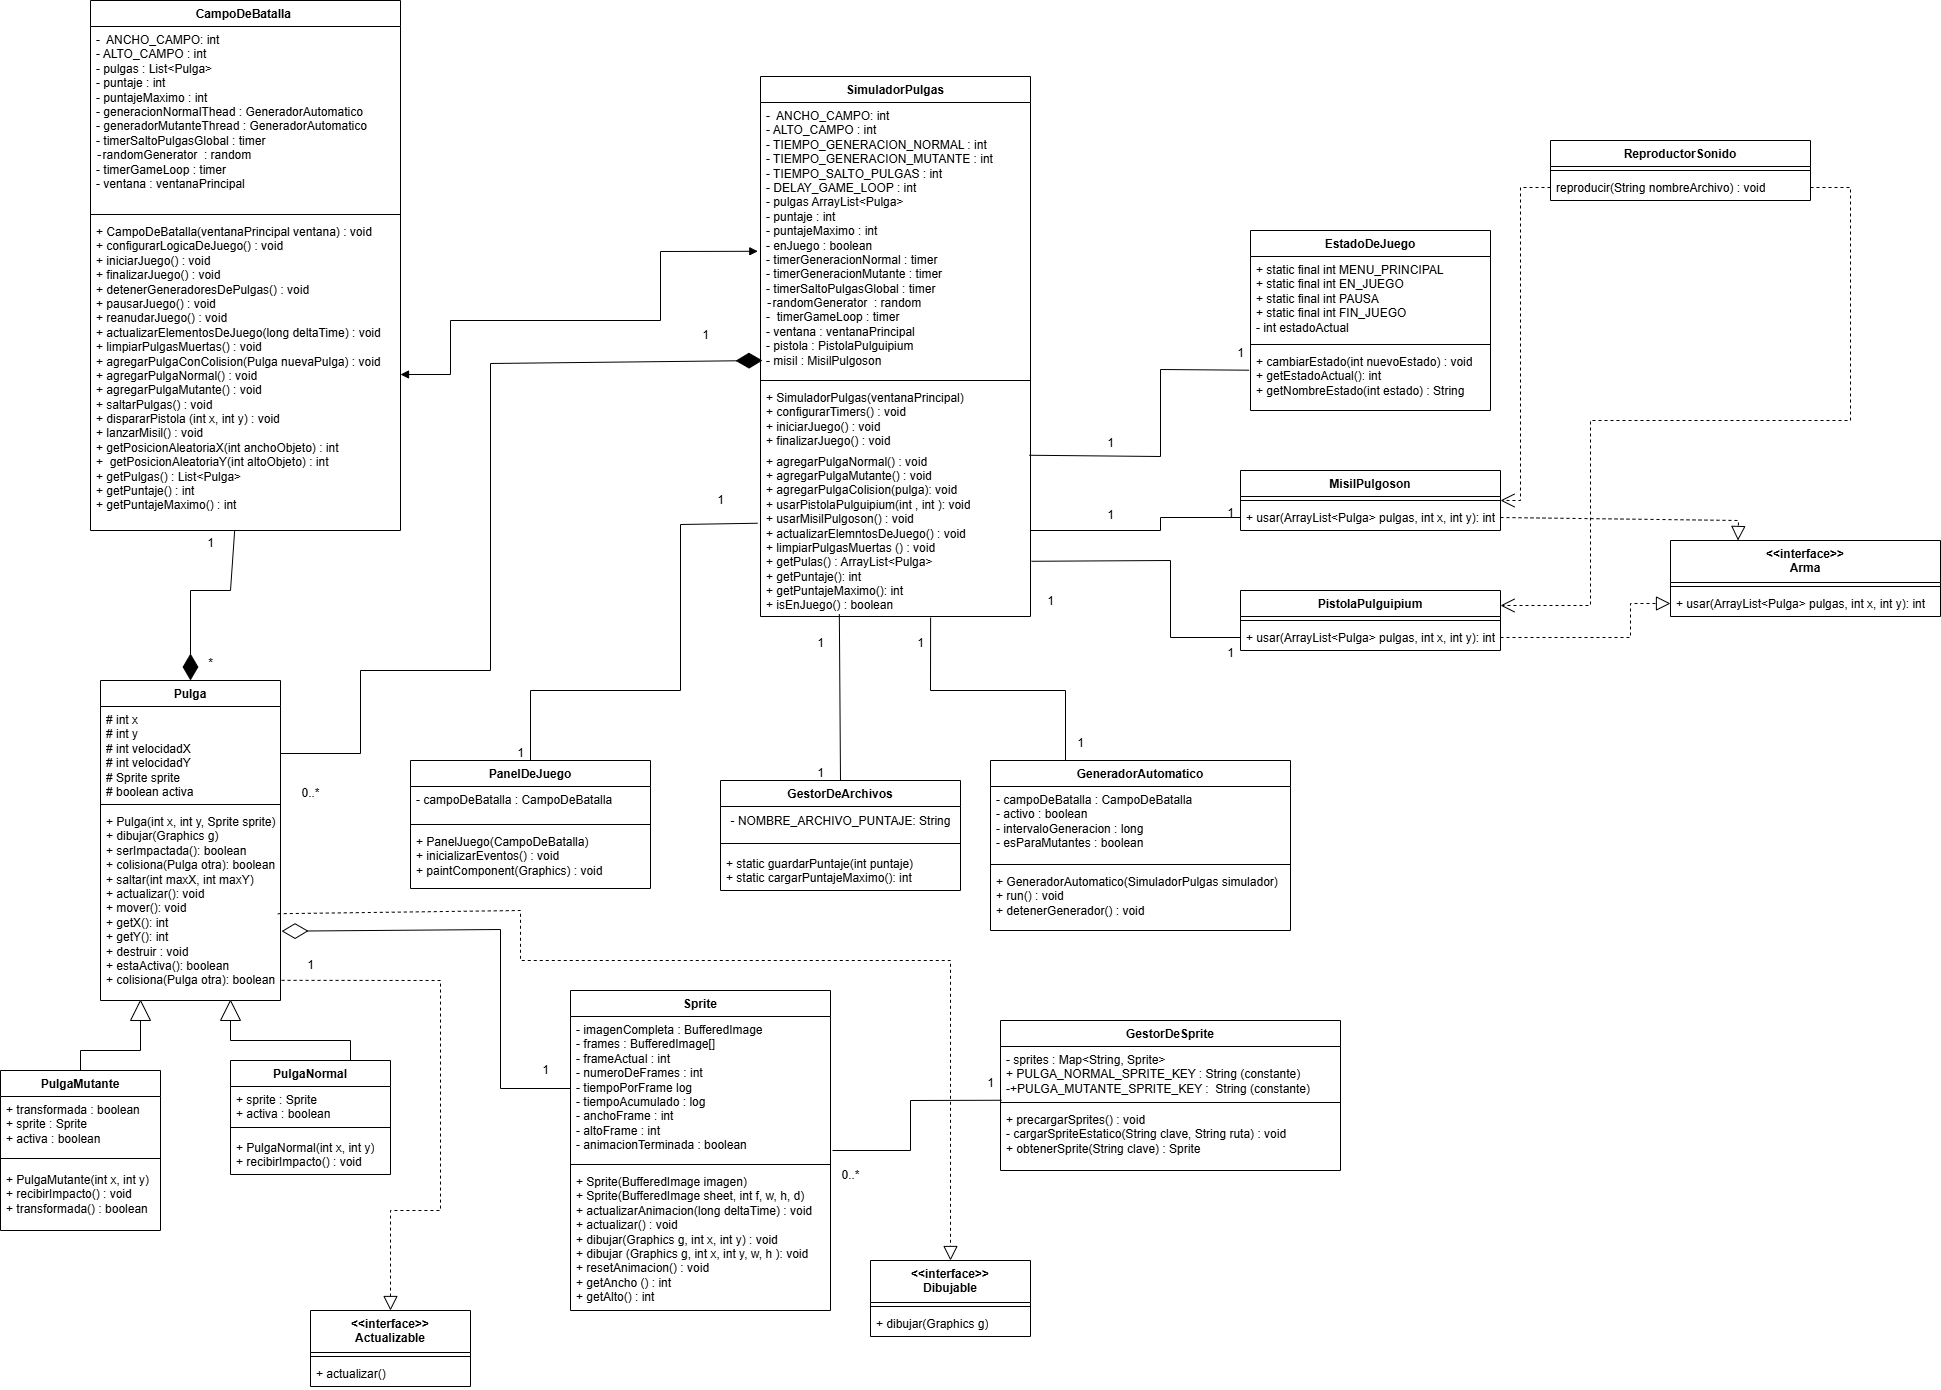 CampoDeBatalla
-  ANCHO_CAMPO: int
- ALTO_CAMPO : int
- pulgas : List<Pulga>
- puntaje : int
- puntajeMaximo : int
- generacionNormalThead : GeneradorAutomatico
- generadorMutanteThread : GeneradorAutomatico
- timerSaltoPulgasGlobal : timer
-randomGenerator  : random
- timerGameLoop : timer
- ventana : ventanaPrincipal
+ CampoDeBatalla(ventanaPrincipal ventana) : void
+ configurarLogicaDeJuego() : void
+ iniciarJuego() : void
+ finalizarJuego() : void
+ detenerGeneradoresDePulgas() : void
+ pausarJuego() : void
+ reanudarJuego() : void
+ actualizarElementosDeJuego(long deltaTime) : void
+ limpiarPulgasMuertas() : void
+ agregarPulgaConColision(Pulga nuevaPulga) : void
+ agregarPulgaNormal() : void
+ agregarPulgaMutante() : void
+ saltarPulgas() : void
+ dispararPistola (int x, int y) : void
+ lanzarMisil() : void
+ getPosicionAleatoriaX(int anchoObjeto) : int
+  getPosicionAleatoriaY(int altoObjeto) : int
+ getPulgas() : List<Pulga>
+ getPuntaje() : int
+ getPuntajeMaximo() : int
1
*
SimuladorPulgas
-  ANCHO_CAMPO: int
- ALTO_CAMPO : int
- TIEMPO_GENERACION_NORMAL : int
- TIEMPO_GENERACION_MUTANTE : int
- TIEMPO_SALTO_PULGAS : int
- DELAY_GAME_LOOP : int
- pulgas ArrayList<Pulga>
- puntaje : int
- puntajeMaximo : int
- enJuego : boolean
- timerGeneracionNormal : timer
- timerGeneracionMutante : timer
- timerSaltoPulgasGlobal : timer
-randomGenerator  : random
-  timerGameLoop : timer
- ventana : ventanaPrincipal
- pistola : PistolaPulguipium
- misil : MisilPulgoson
+ SimuladorPulgas(ventanaPrincipal)
+ configurarTimers() : void
+ iniciarJuego() : void
+ finalizarJuego() : void
+ agregarPulgaNormal() : void
+ agregarPulgaMutante() : void
+ agregarPulgaColision(pulga): void
+ usarPistolaPulguipium(int , int ): void
+ usarMisilPulgoson() : void
+ actualizarElemntosDeJuego() : void
+ limpiarPulgasMuertas () : void
+ getPulas() : ArrayList<Pulga>
+ getPuntaje(): int
+ getPuntajeMaximo(): int
+ isEnJuego() : boolean
1
1
1
1
1
1
1
ReproductorSonido
reproducir(String nombreArchivo) : void
EstadoDeJuego
+ static final int MENU_PRINCIPAL
+ static final int EN_JUEGO
+ static final int PAUSA
+ static final int FIN_JUEGO
- int estadoActual
+ cambiarEstado(int nuevoEstado) : void
+ getEstadoActual(): int
+ getNombreEstado(int estado) : String
1
MisilPulgoson
+ usar(ArrayList<Pulga> pulgas, int x, int y): int
1
PistolaPulguipium
+ usar(ArrayList<Pulga> pulgas, int x, int y): int
1
<<interface>>
Arma
+ usar(ArrayList<Pulga> pulgas, int x, int y): int
Pulga
# int x
# int y
# int velocidadX
# int velocidadY
# Sprite sprite
# boolean activa
+ Pulga(int x, int y, Sprite sprite)
+ dibujar(Graphics g)
+ serImpactada(): boolean
+ colisiona(Pulga otra): boolean
+ saltar(int maxX, int maxY)
+ actualizar(): void
+ mover(): void
+ getX(): int
+ getY(): int
+ destruir : void
+ estaActiva(): boolean
+ colisiona(Pulga otra): boolean
0..*
1
1
PanelDeJuego
- campoDeBatalla : CampoDeBatalla
+ PanelJuego(CampoDeBatalla)
+ inicializarEventos() : void
+ paintComponent(Graphics) : void
1
GestorDeArchivos
- NOMBRE_ARCHIVO_PUNTAJE: String
+ static guardarPuntaje(int puntaje)
+ static cargarPuntajeMaximo(): int
1
GeneradorAutomatico
- campoDeBatalla : CampoDeBatalla
- activo : boolean
- intervaloGeneracion : long
- esParaMutantes : boolean
+ GeneradorAutomatico(SimuladorPulgas simulador)
+ run() : void
+ detenerGenerador() : void
PulgaMutante
+ transformada : boolean
+ sprite : Sprite
+ activa : boolean
+ PulgaMutante(int x, int y)
+ recibirImpacto() : void
+ transformada() : boolean
PulgaNormal
+ sprite : Sprite
+ activa : boolean
+ PulgaNormal(int x, int y)
+ recibirImpacto() : void
1
Sprite
- imagenCompleta : BufferedImage
- frames : BufferedImage[]
- frameActual : int
- numeroDeFrames : int
- tiempoPorFrame log
- tiempoAcumulado : log
- anchoFrame : int
- altoFrame : int
- animacionTerminada : boolean
+ Sprite(BufferedImage imagen)
+ Sprite(BufferedImage sheet, int f, w, h, d)
+ actualizarAnimacion(long deltaTime) : void
+ actualizar() : void
+ dibujar(Graphics g, int x, int y) : void
+ dibujar (Graphics g, int x, int y, w, h ): void
+ resetAnimacion() : void
+ getAncho () : int
+ getAlto() : int
0..*
1
GestorDeSprite
- sprites : Map<String, Sprite>
+ PULGA_NORMAL_SPRITE_KEY : String (constante)
-+PULGA_MUTANTE_SPRITE_KEY :  String (constante)
+ precargarSprites() : void
- cargarSpriteEstatico(String clave, String ruta) : void
+ obtenerSprite(String clave) : Sprite
<<interface>>
Dibujable
+ dibujar(Graphics g)
<<interface>>
Actualizable
+ actualizar()